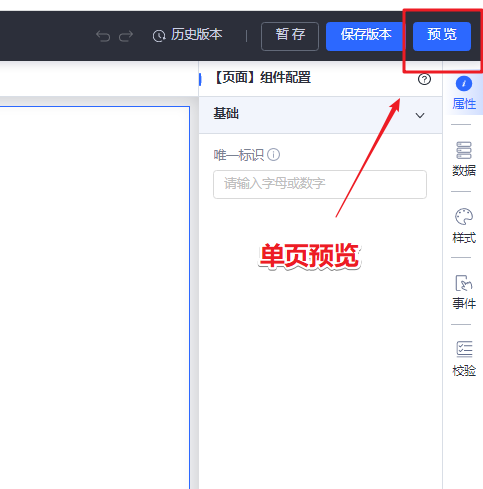 历史版本
暂 存
保存版本
预 览
【页面】组件配置
基础
唯一标识
请输入字母或数字
单页预览
属性
数据
样式
事件
校验